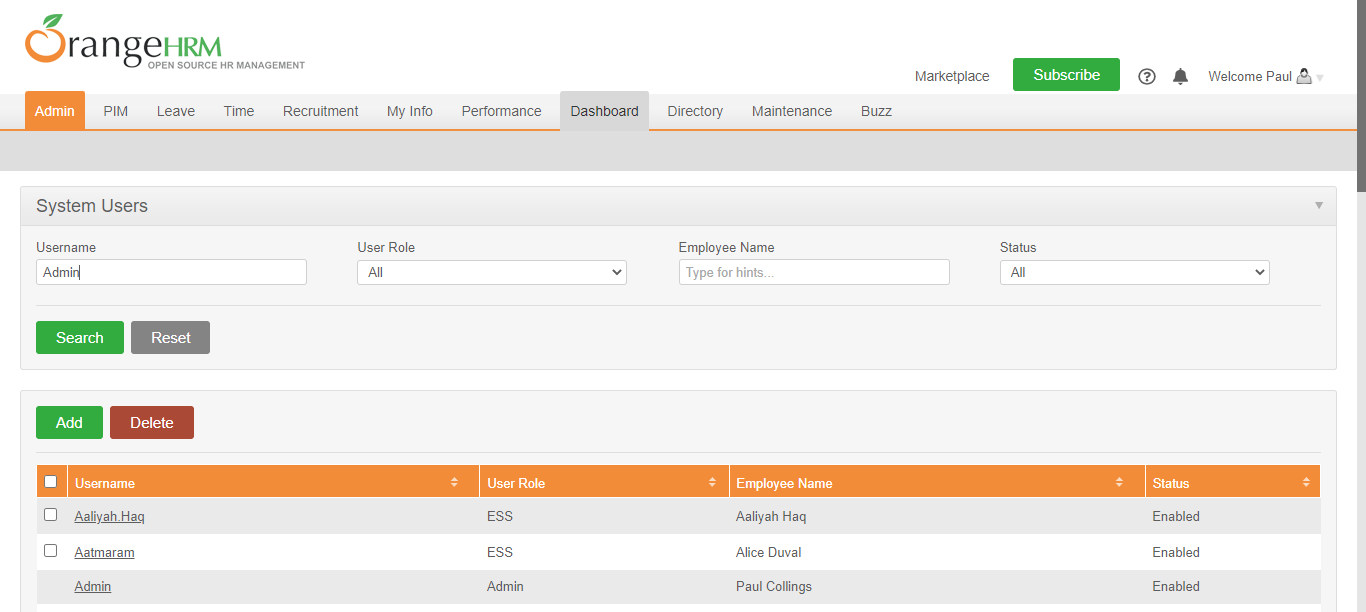 OrangeHRM
OPEN SOURCE HR MANAGEMENT
Marketplace Subscribe Welcome Paul
Admin PIM Leave Time Recruitment My Info Performance Dashboard Directory Maintenance Buzz
System Users
Username User Role Employee Name Status
Admin All Type for hints... All
Search Reset
Add Delete
Username User Role Employee Name Status
Aaliyah.Haq ESS Aaliyah Haq Enabled
Aatmaram ESS Alice Duval Enabled
Admin Admin Paul Collings Enabled